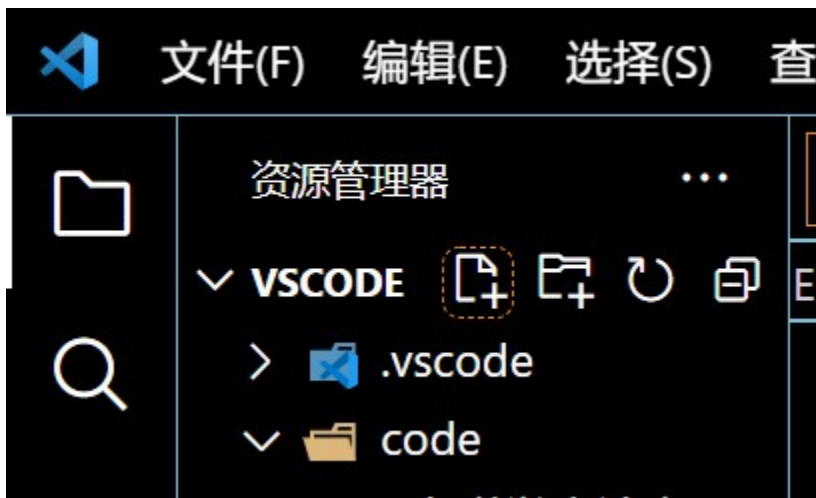 文件(F) 编辑(E) 选择(S) 查
资源管理器 ···
VSCODE
.vscode
code